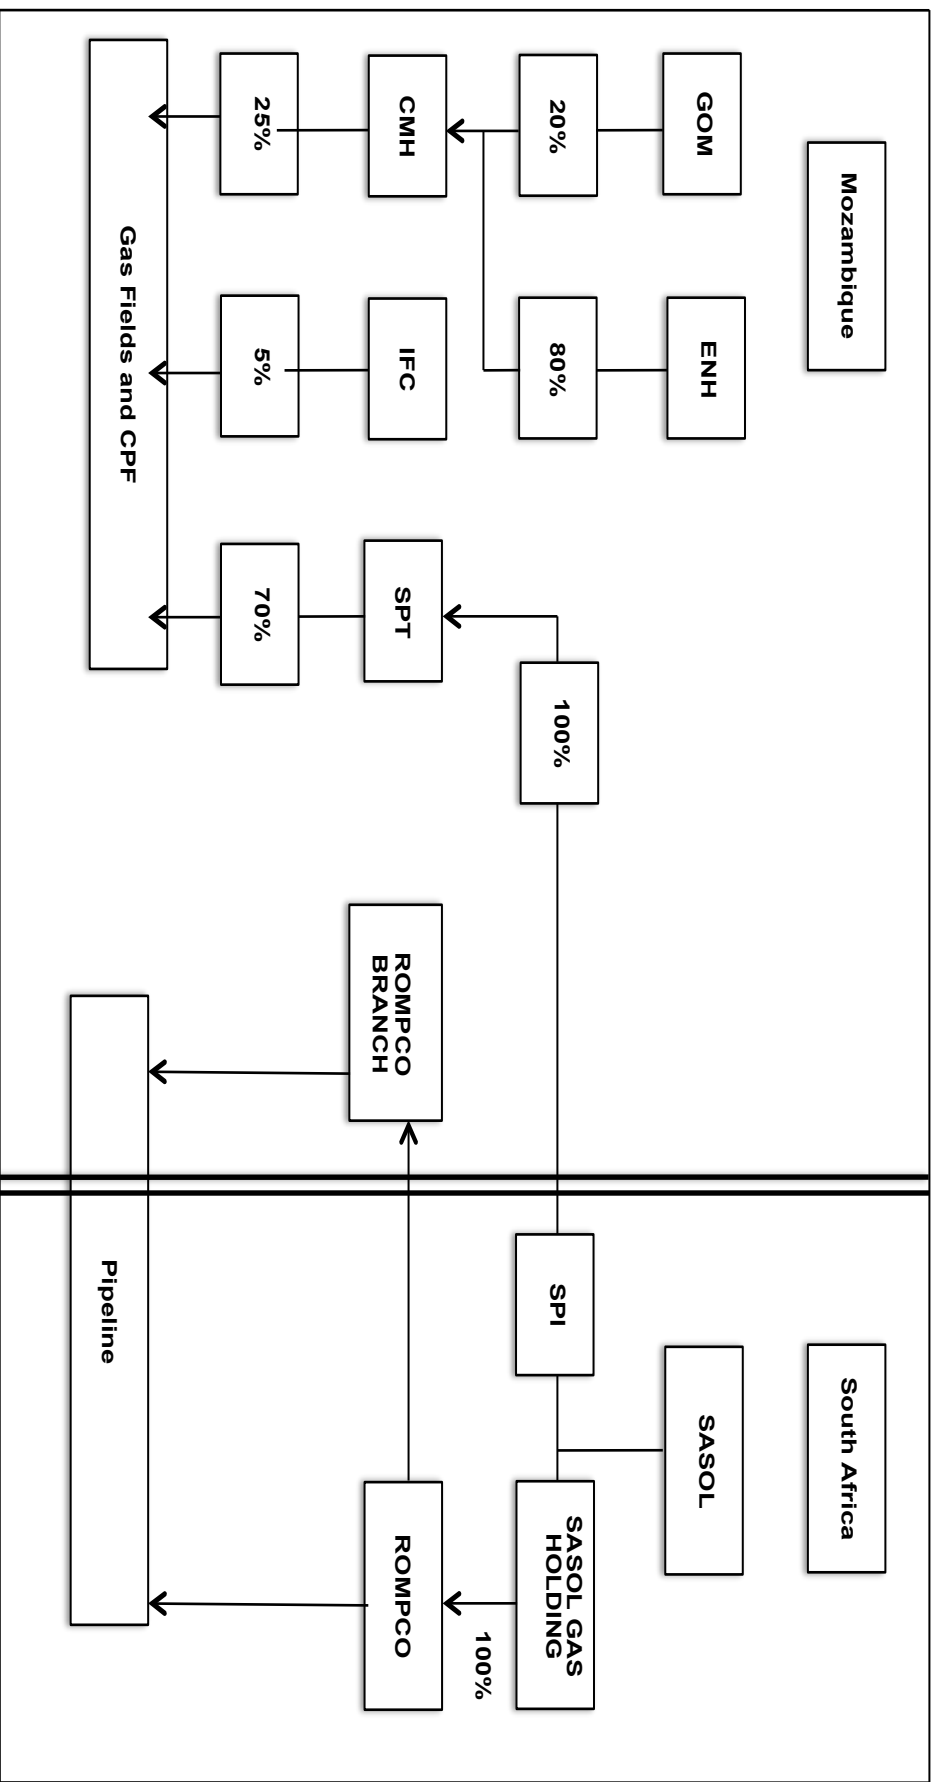 Mozambique
South Africa
GOM
ENH
SASOL
20%
80%
100%
SPI
SASOL GAS
HOLDING
100%
CMH
IFC
SPT
ROMPCO
BRANCH
ROMPCO
25%
5%
70%
Gas Fields and CPF
Pipeline